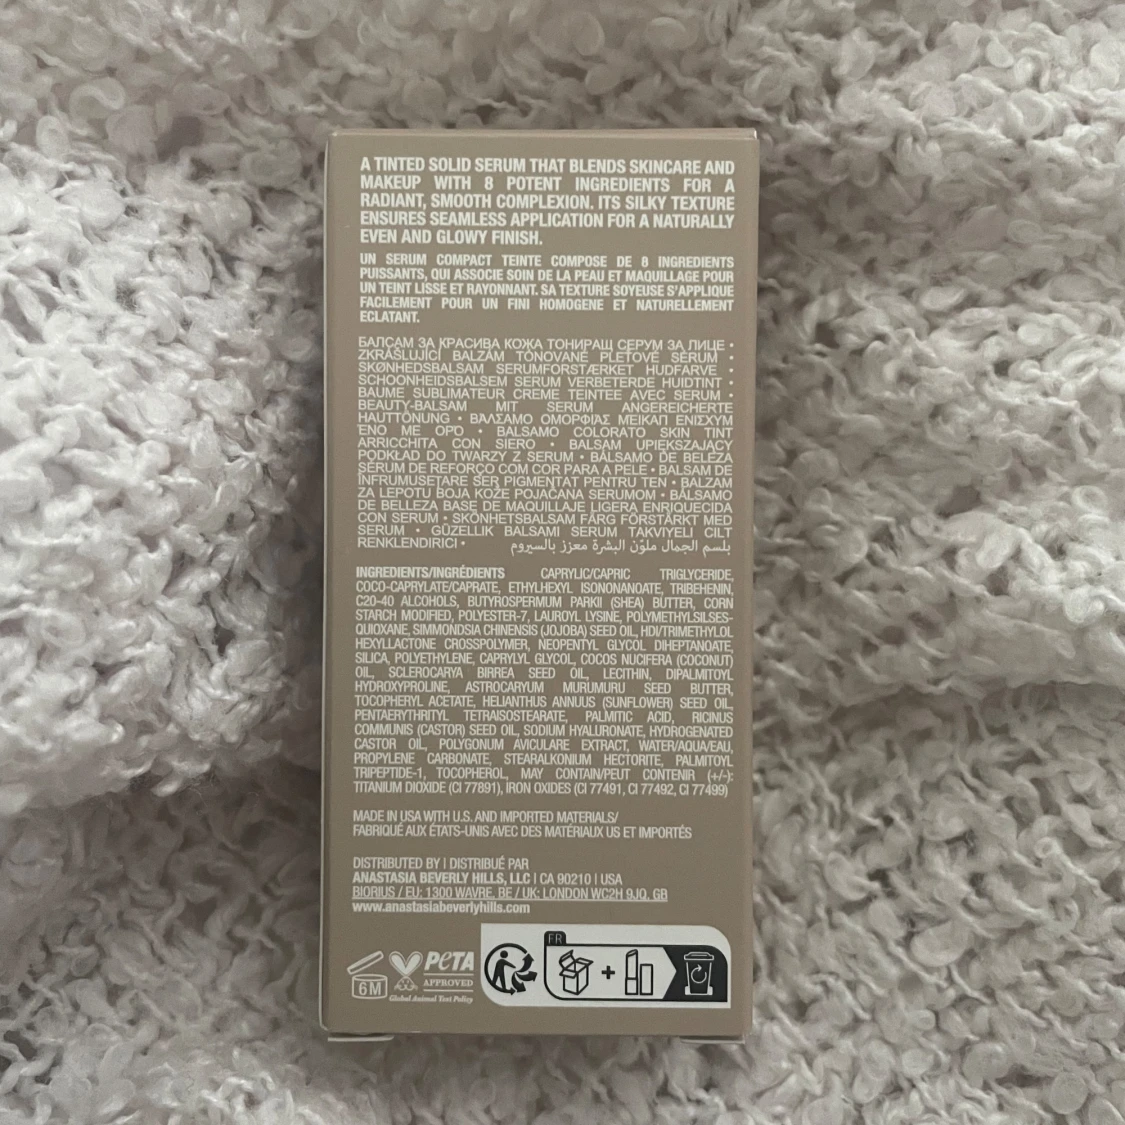 A TINTED SOLID SERUM THAT BLENDS SKINCARE AND
MAKEUP WITH 8 POTENT INGREDIENTS FOR A
RADIANT, SMOOTH COMPLEXION. ITS SILKY TEXTURE
ENSURES SEAMLESS APPLICATION FOR A NATURALLY
EVEN AND GLOWY FINISH.
UN SERUM COMPACT TEINTE COMPOSE DE 8 INGREDIENTS
PUISSANTS, QUI ASSOCIE SOIN DE LA PEAU ET MAQUILLAGE POUR
UN TEINT LISSE ET RAYONNANT. SA TEXTURE SOYEUSE S'APPLIQUE
FACILEMENT POUR UN FINI HOMOGENE ET NATURELLEMENT
ECLATANT.
БАЛСАМ ЗА КРАСИВА КОЖА ТОНИРАЩ СЕРУМ ЗА ЛИЦЕ •
ZKRÁŠLUJÍCÍ BALZÁM TÓNOVANÉ PLEŤOVÉ SÉRUM •
SKØNHEDSBALSAM SERUMFORSTÆRKET HUDFARVE •
SCHOONHEIDSBALSEM SERUM VERBETERDE HUIDTINT •
BAUME SUBLIMATEUR CREME TEINTEE AVEC SERUM •
BEAUTY-BALSAM MIT SERUM ANGEREICHERTE
HAUTTÖNUNG • ΒΑΛΣΑΜΟ ΟΜΟΡΦΙΑΣ ΜΕΙΚΑΠ ΕΝΙΣΧΥΜ
ΈΝΟ ΜΕ ΟΡΌ • BALSAMO COLORATO SKIN TINT
ARRICCHITA CON SIERO • BALSAM UPIĘKSZAJĄCY
PODKŁAD DO TWARZY Z SERUM • BÁLSAMO DE BELEZA
SÉRUM DE REFORÇO COM COR PARA A PELE • BALSAM DE
ÎNFRUMUSEȚARE SER PIGMENTAT PENTRU TEN • BALZAM
ZA LEPOTU BOJA KOŽE POJAČANA SERUMOM • BÁLSAMO
DE BELLEZA BASE DE MAQUILLAJE LIGERA ENRIQUECIDA
CON SERUM • SKÖNHETSBALSAM FÄRG FÖRSTÄRKT MED
SERUM • GÜZELLIK BALSAMI SERUM TAKVIYELI CILT
RENKLENDIRICI • بلسم الجمال ملوّن البشرة معزز بالسيروم
INGREDIENTS/INGRÉDIENTS CAPRYLIC/CAPRIC TRIGLYCERIDE,
COCO-CAPRYLATE/CAPRATE, ETHYLHEXYL ISONONANOATE, TRIBEHENIN,
C20-40 ALCOHOLS, BUTYROSPERMUM PARKII (SHEA) BUTTER, CORN
STARCH MODIFIED, POLYESTER-7, LAUROYL LYSINE, POLYMETHYLSILSES-
QUIOXANE, SIMMONDSIA CHINENSIS (JOJOBA) SEED OIL, HDI/TRIMETHYLOL
HEXYLLACTONE CROSSPOLYMER, NEOPENTYL GLYCOL DIHEPTANOATE,
SILICA, POLYETHYLENE, CAPRYLYL GLYCOL, COCOS NUCIFERA (COCONUT)
OIL, SCLEROCARYA BIRREA SEED OIL, LECITHIN, DIPALMITOYL
HYDROXYPROLINE, ASTROCARYUM MURUMURU SEED BUTTER,
TOCOPHERYL ACETATE, HELIANTHUS ANNUUS (SUNFLOWER) SEED OIL,
PENTAERYTHRITYL TETRAISOSTEARATE, PALMITIC ACID, RICINUS
COMMUNIS (CASTOR) SEED OIL, SODIUM HYALURONATE, HYDROGENATED
CASTOR OIL, POLYGONUM AVICULARE EXTRACT, WATER/AQUA/EAU,
PROPYLENE CARBONATE, STEARALKONIUM HECTORITE, PALMITOYL
TRIPEPTIDE-1, TOCOPHEROL, MAY CONTAIN/PEUT CONTENIR (+/-):
TITANIUM DIOXIDE (CI 77891), IRON OXIDES (CI 77491, CI 77492, CI 77499)
MADE IN USA WITH U.S. AND IMPORTED MATERIALS/
FABRIQUÉ AUX ÉTATS-UNIS AVEC DES MATÉRIAUX US ET IMPORTÉS
DISTRIBUTED BY | DISTRIBUÉ PAR
ANASTASIA BEVERLY HILLS, LLC | CA 90210 | USA
BIORIUS / EU: 1300 WAVRE, BE / UK: LONDON WC2H 9JQ, GB
www.anastasiabeverlyhills.com
6M
PETA
APPROVED
Global Animal Test Policy
FR